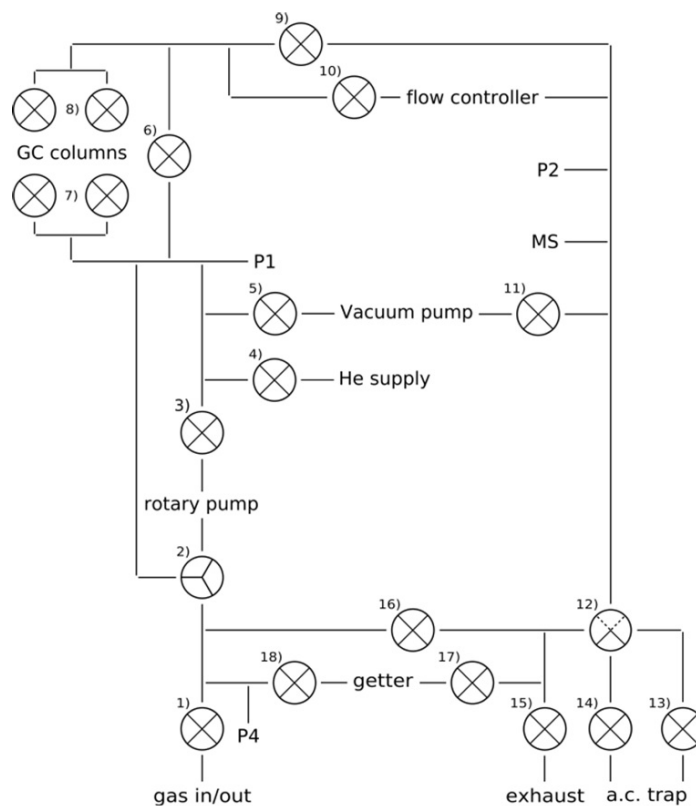 9)
10)
flow controller
8)
6)
GC columns
P2
7)
MS
P1
5)
Vacuum pump
11)
4)
He supply
3)
rotary pump
2)
16)
12)
18)
getter
17)
1)
P4
15)
14)
13)
gas in/out
exhaust
a.c. trap